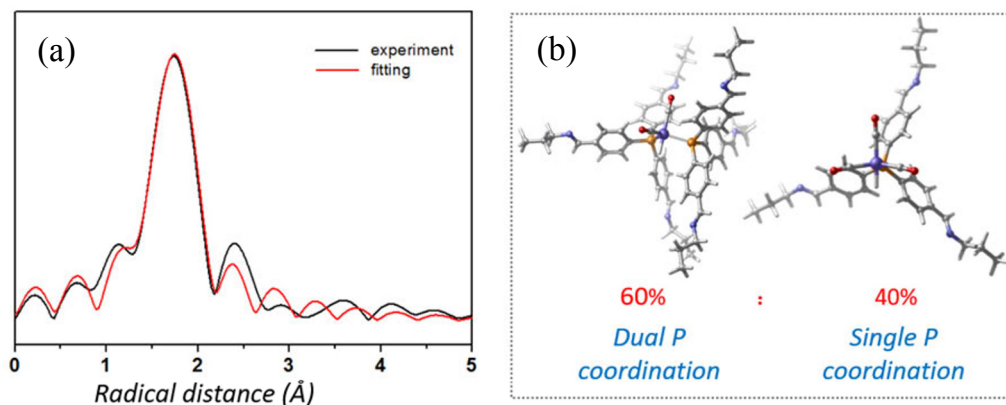 (a)
experiment
fitting
0
1
2
3
4
5
Radical distance (Å)
(b)
60% : 40%
Dual P Single P
coordination coordination